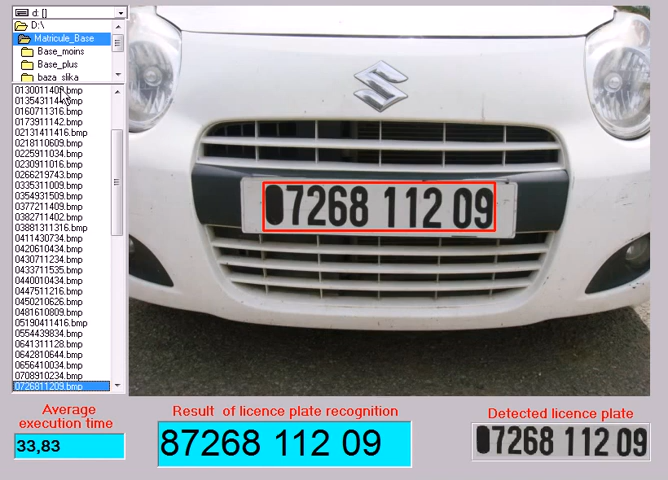 d: []
D:\
Matricule_Base
Base_moins
Base_plus
baza_slika
0130011402.bmp
013543114.bmp
0160711316.bmp
0173911142.bmp
02131411416.bmp
0218110609.bmp
0225911034.bmp
0230911016.bmp
0266219743.bmp
0335311009.bmp
0354931509.bmp
0377211409.bmp
0382711402.bmp
03881311316.bmp
0411430734.bmp
0420610434.bmp
0430711234.bmp
0433711535.bmp
0440010434.bmp
0447511216.bmp
0450210626.bmp
0481610809.bmp
05190411416.bmp
0554439834.bmp
0641311128.bmp
0642810644.bmp
0656410034.bmp
0708910234.bmp
0726811209.bmp
07268 112 09
Average
execution time
33,83
Result of licence plate recognition
87268 112 09
Detected licence plate
07268 112 09